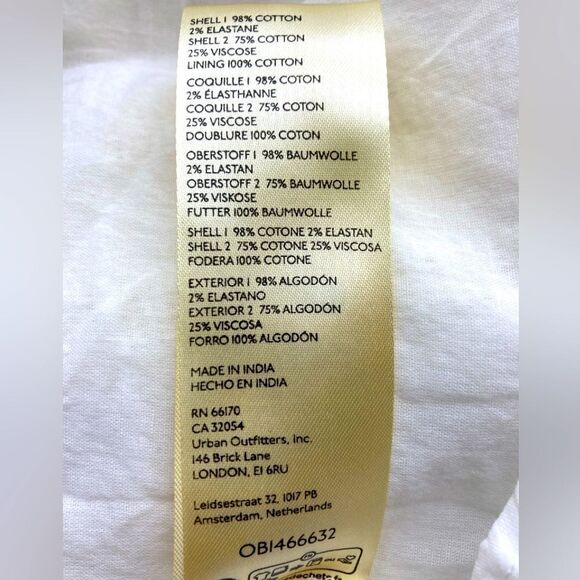 SHELL 1 98% COTTON
2% ELASTANE
SHELL 2 75% COTTON
25% VISCOSE
LINING 100% COTTON
COQUILLE 1 98% COTON
2% ÉLASTHANNE
COQUILLE 2 75% COTON
25% VISCOSE
DOUBLURE 100% COTON
OBERSTOFF 1 98% BAUMWOLLE
2% ELASTAN
OBERSTOFF 2 75% BAUMWOLLE
25% VISKOSE
FUTTER 100% BAUMWOLLE
SHELL 1 98% COTONE 2% ELASTAN
SHELL 2 75% COTONE 25% VISCOSA
FODERA 100% COTONE
EXTERIOR 1 98% ALGODÓN
2% ELASTANO
EXTERIOR 2 75% ALGODÓN
25% VISCOSA
FORRO 100% ALGODÓN
MADE IN INDIA
HECHO EN INDIA
RN 66170
CA 32054
Urban Outfitters, Inc.
146 Brick Lane
LONDON, E1 6RU
Leidsestraat 32, 1017 PB
Amsterdam, Netherlands
OB1466632